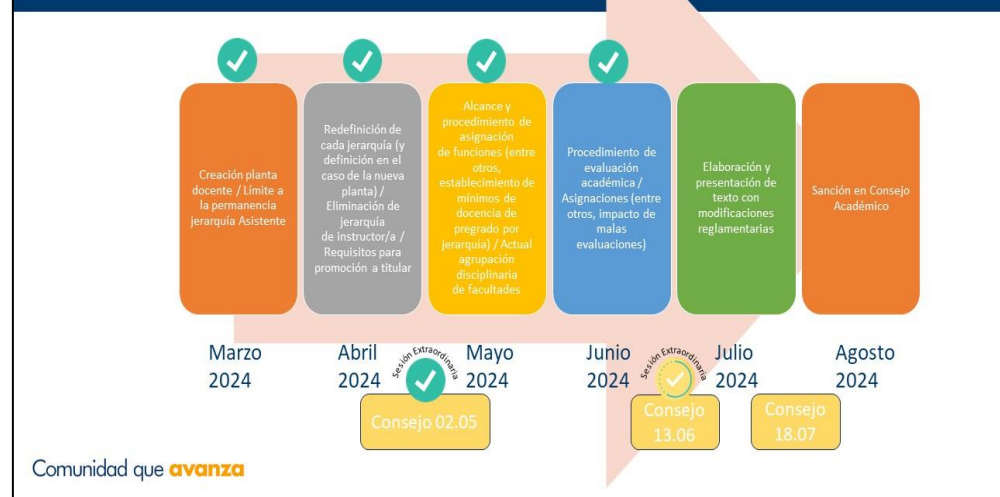 Creación planta
docente / Límite a
la permanencia
jerarquía Asistente
Redefinición de
cada jerarquía (y
definición en el
caso de la nueva
planta) /
Eliminación de
jerarquía
de instructor/a /
Requisitos para
promoción a titular
Alcance y
procedimiento de
asignación
de funciones (entre
otros,
establecimiento de
mínimos de
docencia de
pregrado por
jerarquía) / Actual
agrupación
disciplinaria
de facultades
Procedimiento de
evaluación
académica /
Asignaciones (entre
otros, impacto de
malas
evaluaciones)
Elaboración y
presentación de
texto con
modificaciones
reglamentarias
Sanción en Consejo
Académico
Marzo
2024
Abril
2024
Sesión Extraordinaria
Mayo
2024
Junio
2024
Sesión Extraordinaria
Julio
2024
Agosto
2024
Consejo 02.05
Consejo
13.06
Consejo
18.07
Comunidad que avanza